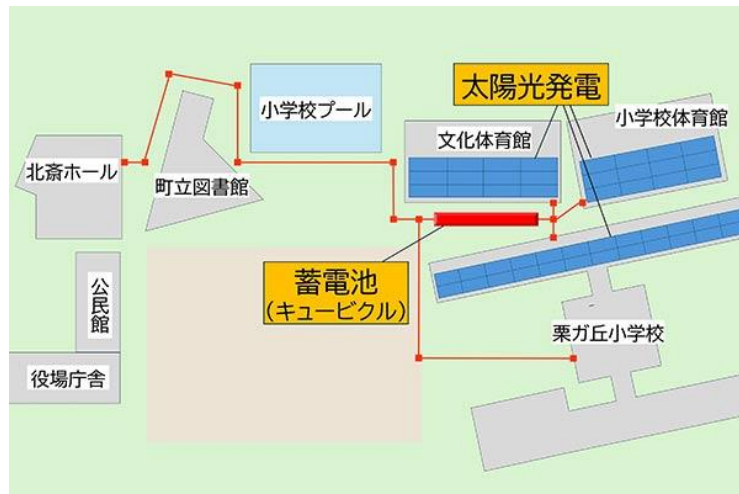 太陽光発電
小学校プール
小学校体育館
文化体育館
北斎ホール
町立図書館
蓄電池
(キュービクル)
公民館
栗ガ丘小学校
役場庁舎